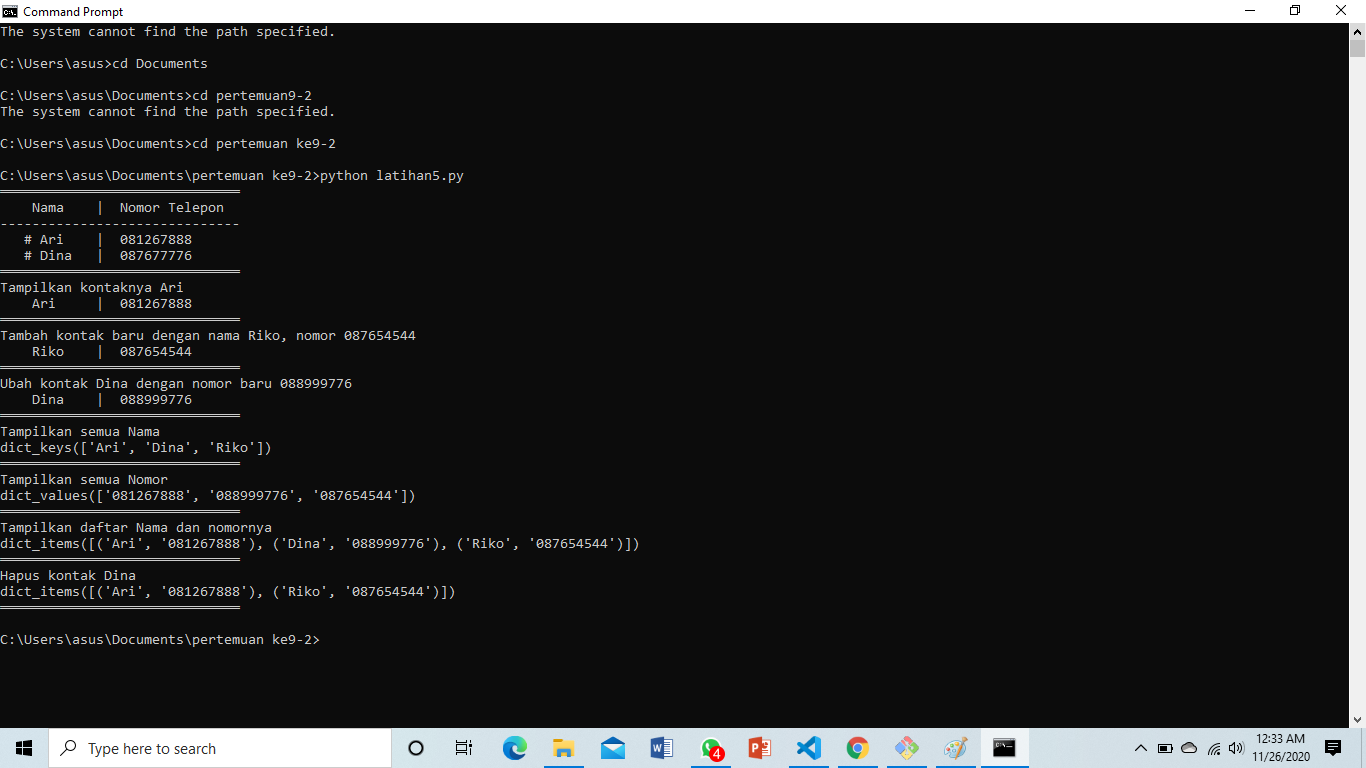 Command Prompt
The system cannot find the path specified.
C:\Users\asus>cd Documents
C:\Users\asus\Documents>cd pertemuan9-2
The system cannot find the path specified.
C:\Users\asus\Documents>cd pertemuan ke9-2
C:\Users\asus\Documents\pertemuan ke9-2>python latihan5.py
══════════════════════════════
    Nama    |  Nomor Telepon
------------------------------
   # Ari    |  081267888
   # Dina   |  087677776
══════════════════════════════
Tampilkan kontaknya Ari
    Ari     |  081267888
══════════════════════════════
Tambah kontak baru dengan nama Riko, nomor 087654544
    Riko    |  087654544
══════════════════════════════
Ubah kontak Dina dengan nomor baru 088999776
    Dina    |  088999776
══════════════════════════════
Tampilkan semua Nama
dict_keys(['Ari', 'Dina', 'Riko'])
══════════════════════════════
Tampilkan semua Nomor
dict_values(['081267888', '088999776', '087654544'])
══════════════════════════════
Tampilkan daftar Nama dan nomornya
dict_items([('Ari', '081267888'), ('Dina', '088999776'), ('Riko', '087654544')])
══════════════════════════════
Hapus kontak Dina
dict_items([('Ari', '081267888'), ('Riko', '087654544')])
══════════════════════════════
C:\Users\asus\Documents\pertemuan ke9-2>
Type here to search
4
12:33 AM
11/26/2020